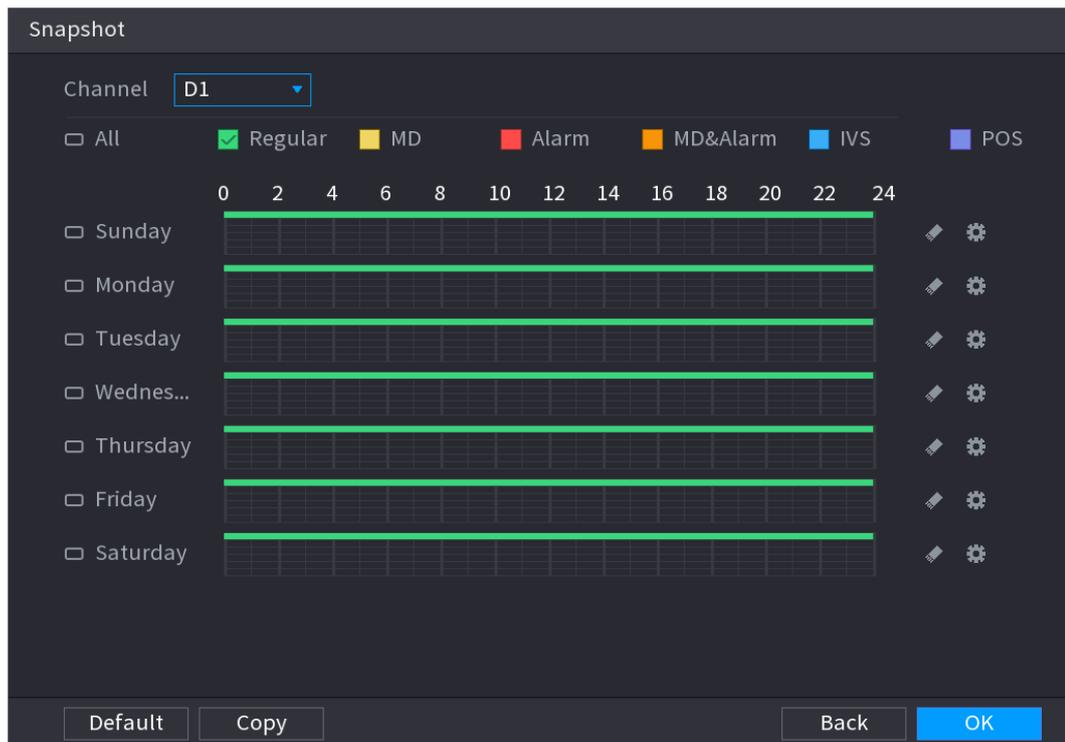 Snapshot
Channel D1
All Regular MD Alarm MD&Alarm IVS POS
0 2 4 6 8 10 12 14 16 18 20 22 24
Sunday
Monday
Tuesday
Wednes...
Thursday
Friday
Saturday
Default Copy Back OK